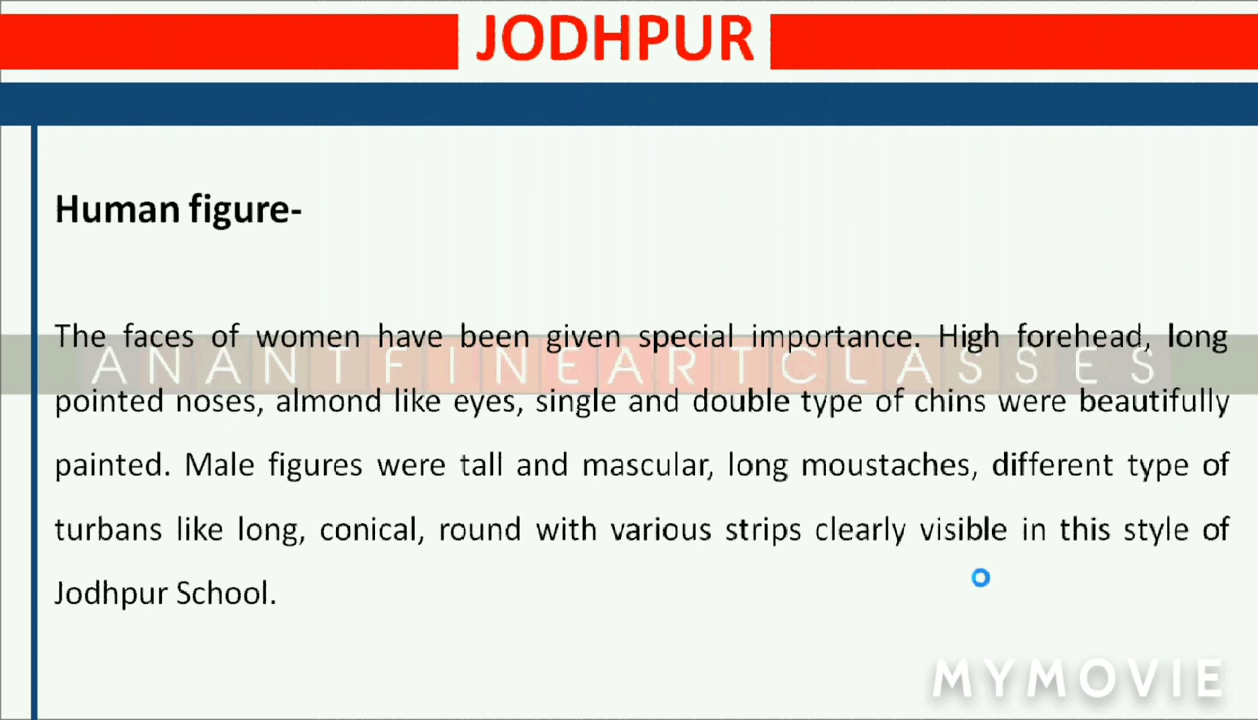 JODHPUR
Human figure-
The faces of women have been given special importance. High forehead, long
ANANTFINEARTCLASSES
pointed noses, almond like eyes, single and double type of chins were beautifully
painted. Male figures were tall and mascular, long moustaches, different type of
turbans like long, conical, round with various strips clearly visible in this style of
Jodhpur School.
MYMOVIE